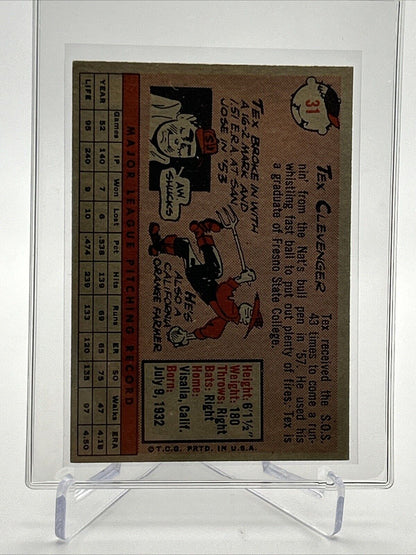 31
TEX CLEVENGER
Tex received the S.O.S.
43 times to come a run-
nin' from the Nat's bull pen in '57. He used his
whistling fast ball to put out plenty of fires. Tex is
a graduate of Fresno State College.
TEX BROKE IN WITH
A 16-2 MARK AND
1.51 ERA AT SAN
JOSE IN '53
SJ
AW
SHUCKS
HE'S
ALSO A
CALIFORNIA
ORANGE FARMER
Height: 6'1½"
Weight: 180
Throws: Right
Bats: Right
Home:
Visalia, Calif.
Born:
July 9, 1932
MAJOR LEAGUE PITCHING RECORD
Games IP Won Lost Pct Hits Runs ER SO Walks ERA
YEAR 52 140 7 6 .538 139 69 65 75 47 4.18
LIFE 95 240 9 10 .474 239 133 120 135 97 4.50
© T.C.G. PRTD. IN U.S.A.